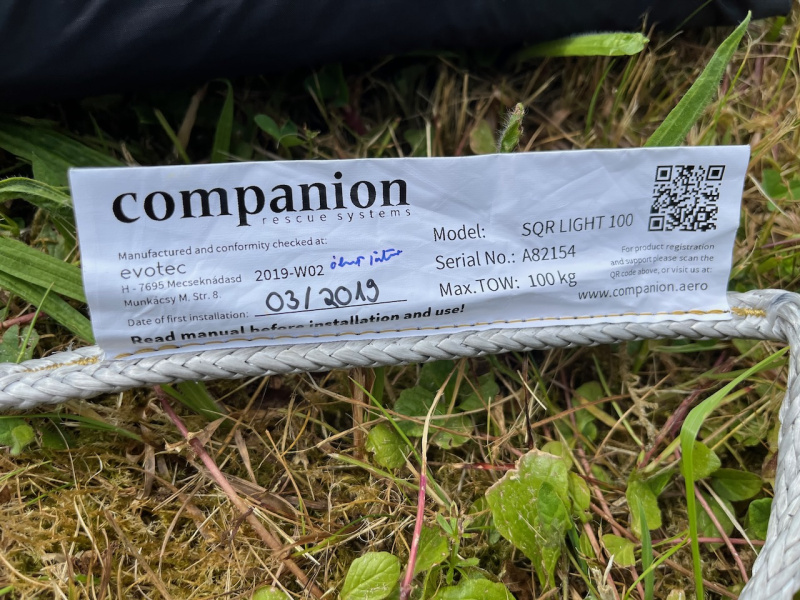 companion
rescue systems
Manufactured and conformity checked at:
evotec
H - 7695 Mecseknádasd
Munkácsy M. Str. 8.
2019-W02
Date of first installation: 03/2019
Read manual before installation and use!
Model: SQR LIGHT 100
Serial No.: A82154
Max.TOW: 100 kg
For product registration
and support please scan the
QR code above, or visit us at:
www.companion.aero